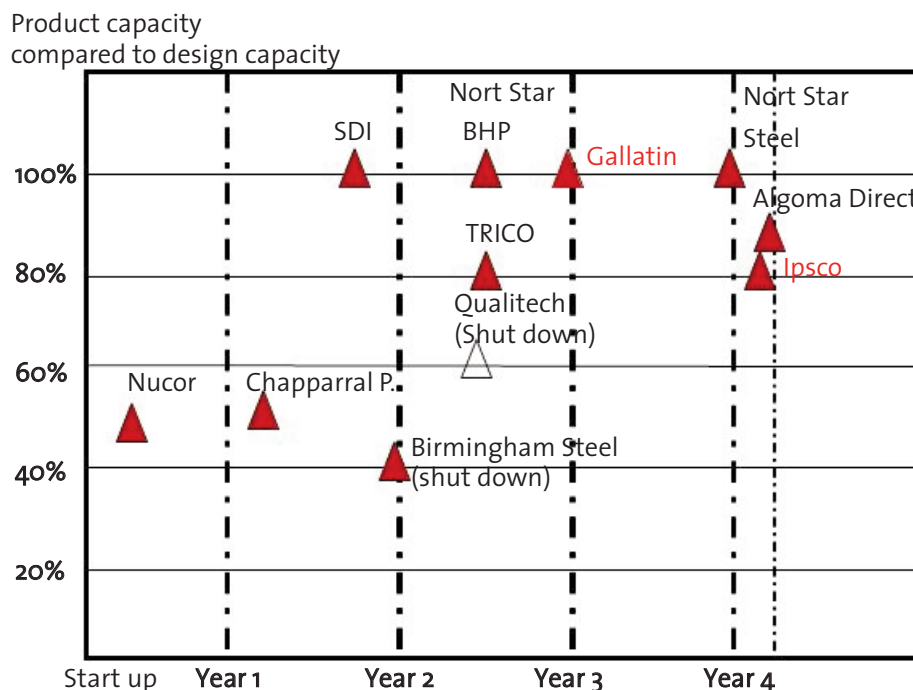 Product capacity
compared to design capacity
Nort Star
Nort Star
SDI
BHP
Gallatin
Steel
100%
Algoma Direct
TRICO
80%
Ipsco
Qualitech
(Shut down)
60%
Nucor
Chapparral P.
Birmingham Steel
40%
(shut down)
20%
Start up
Year 1
Year 2
Year 3
Year 4